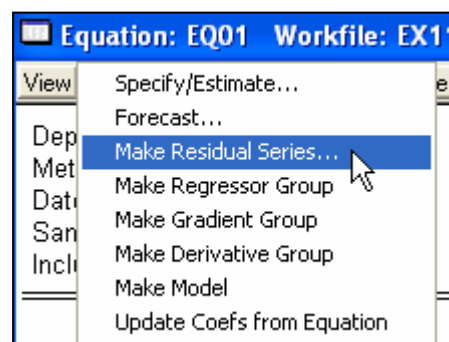 Equation: EQ01 Workfile: EX1
View
Specify/Estimate...
Forecast...
Dep
Make Residual Series...
Met
Make Regressor Group
Date
Make Gradient Group
Sam
Make Derivative Group
Inclu
Make Model
Update Coefs from Equation